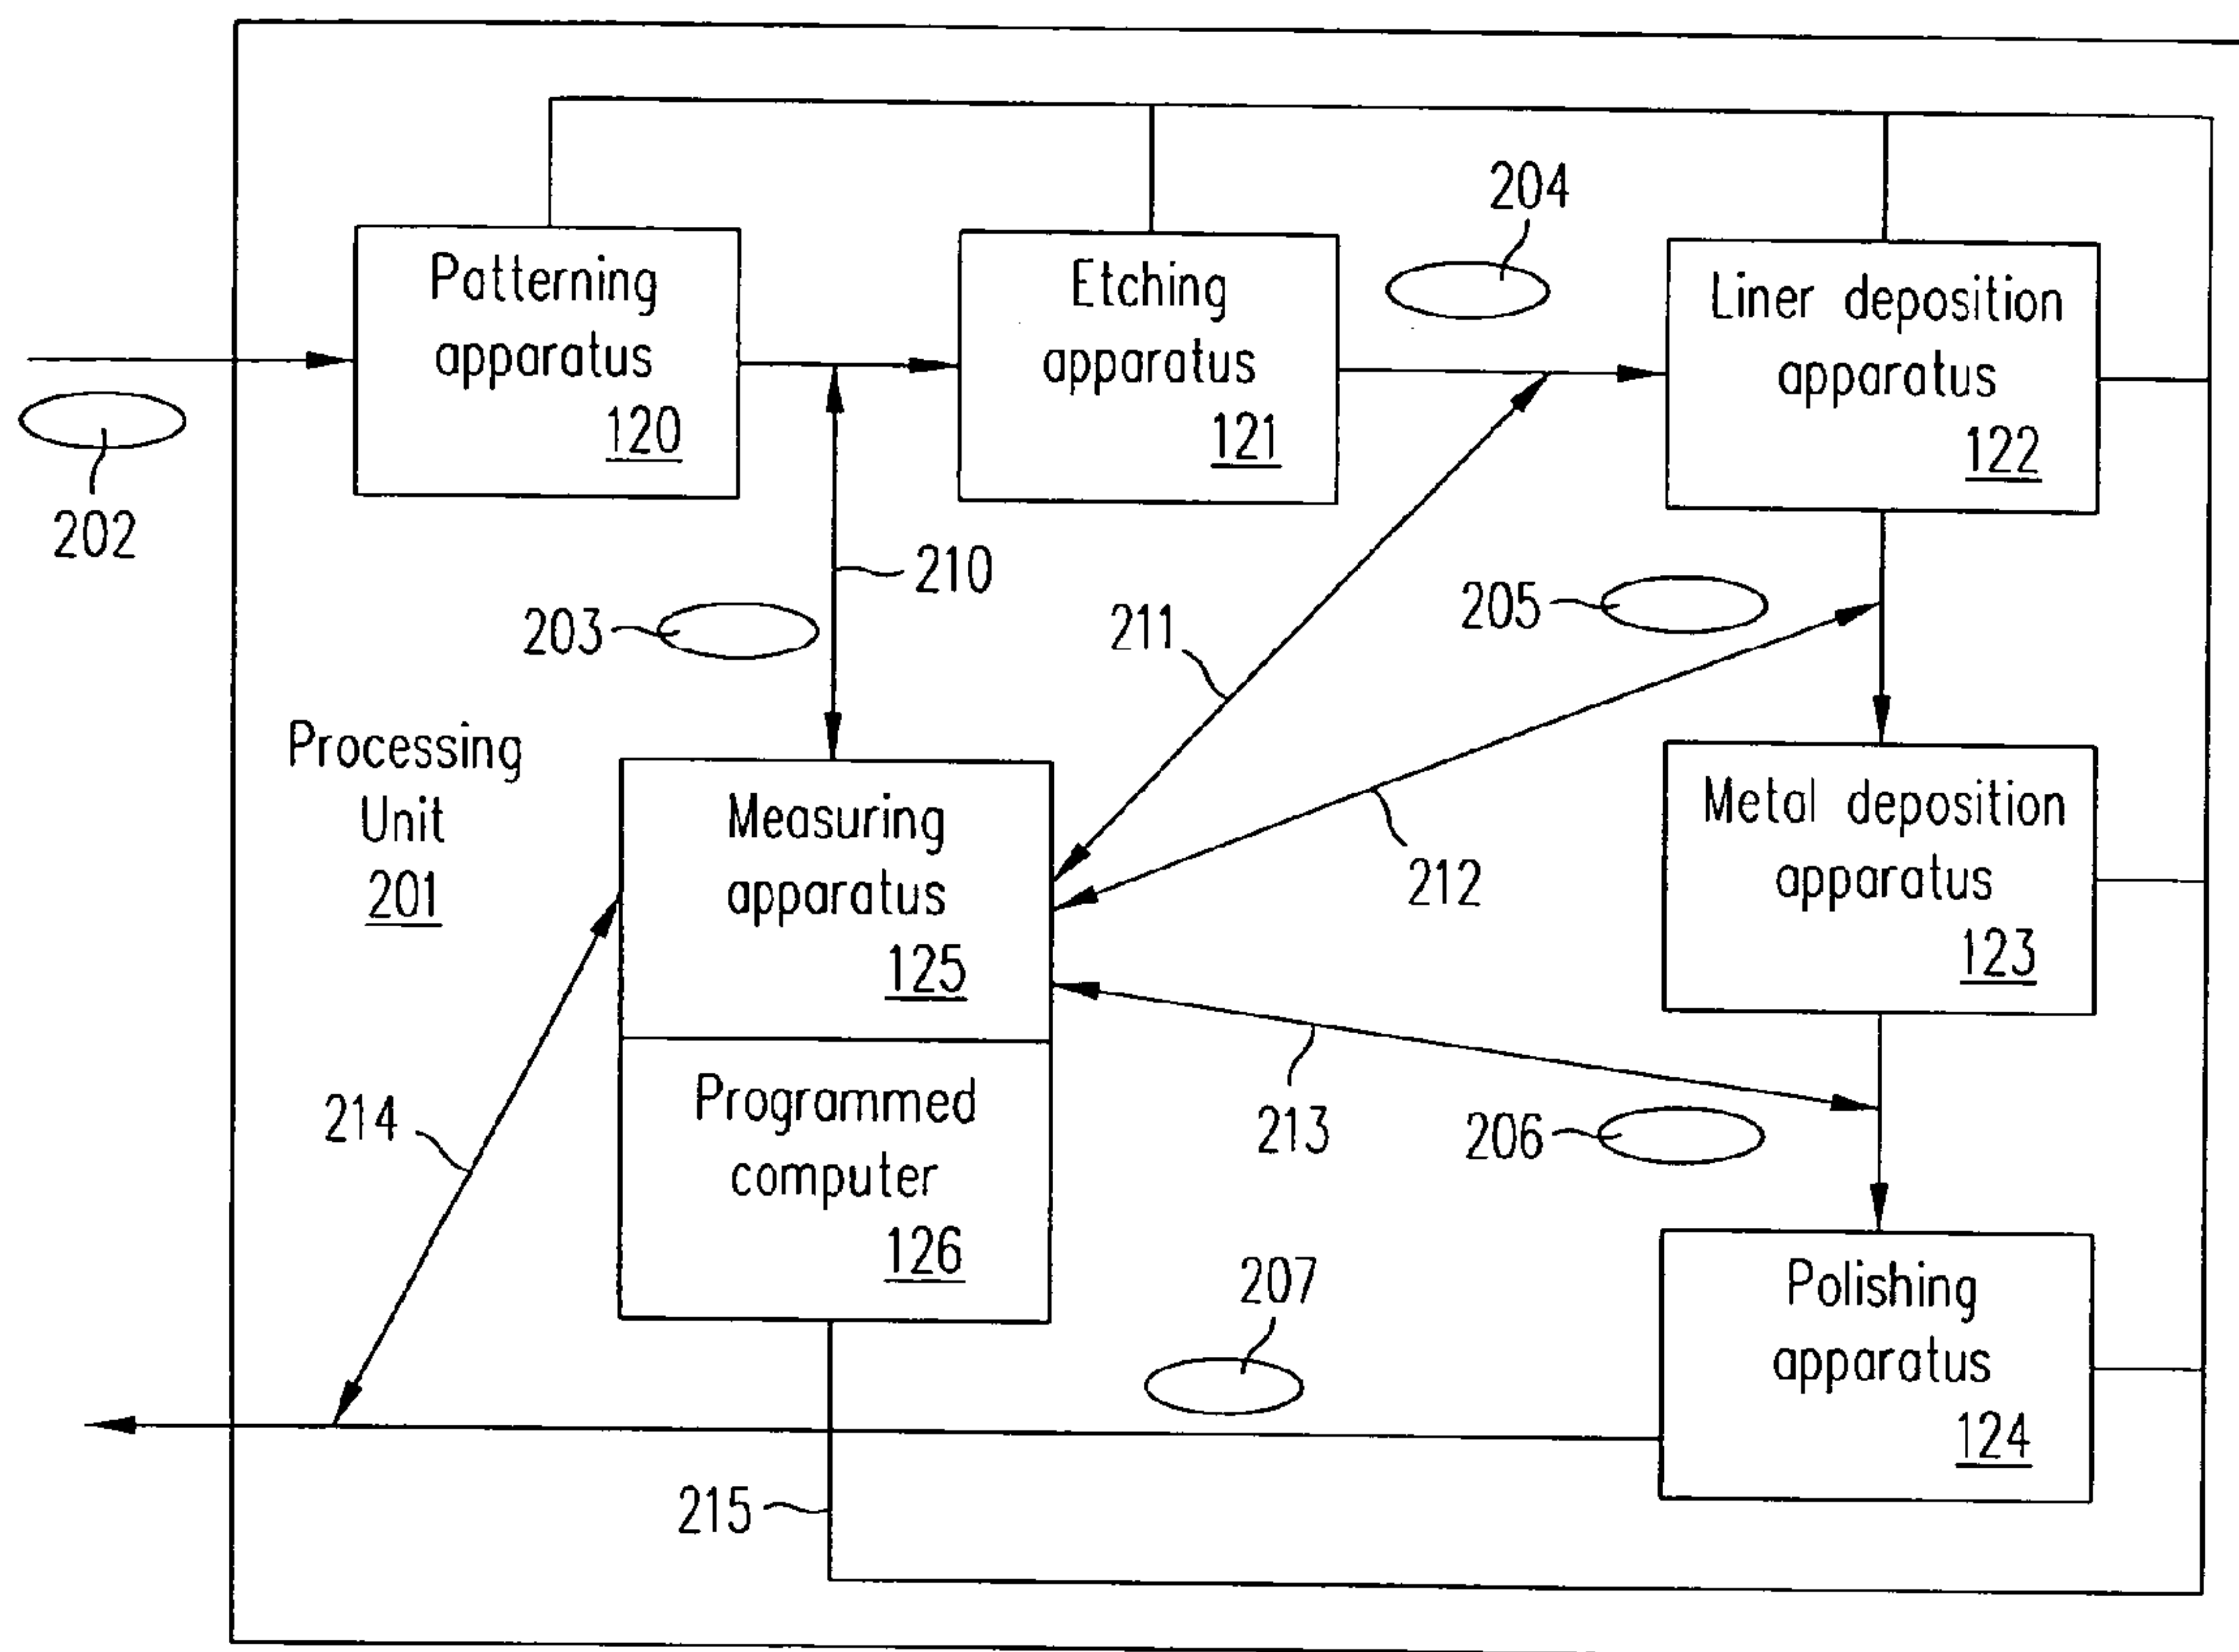 204
Patterning
apparatus
120
Etching
apparatus
121
Liner deposition
apparatus
122
202
210
203
211
205
Processing
Unit
201
Measuring
apparatus
125
212
Metal deposition
apparatus
123
Programmed
computer
126
214
213
206
207
Polishing
apparatus
124
215